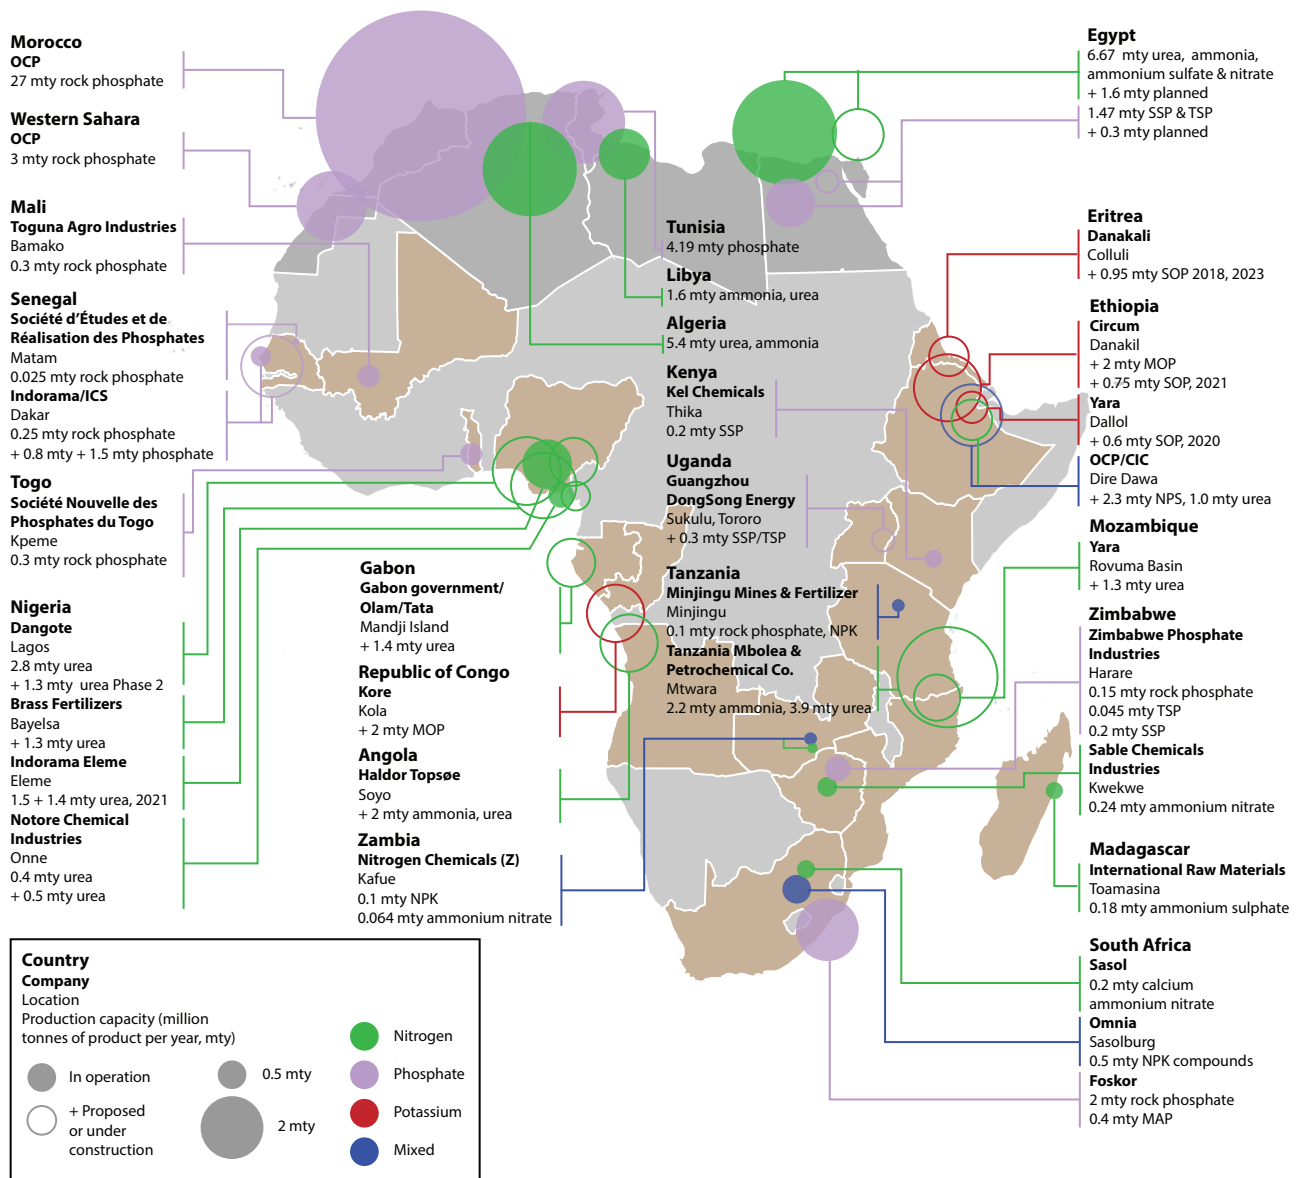 Morocco
OCP
27 mty rock phosphate
Western Sahara
OCP
3 mty rock phosphate
Mali
Toguna Agro Industries
Bamako
0.3 mty rock phosphate
Senegal
Société d'Études et de
Réalisation des Phosphates
Matam
0.025 mty rock phosphate
Indorama/ICS
Dakar
0.25 mty rock phosphate
+ 0.8 mty + 1.5 mty phosphate
Togo
Société Nouvelle des
Phosphates du Togo
Kpeme
0.3 mty rock phosphate
Nigeria
Dangote
Lagos
2.8 mty urea
+ 1.3 mty urea Phase 2
Brass Fertilizers
Bayelsa
+ 1.3 mty urea
Indorama Eleme
Eleme
1.5 + 1.4 mty urea, 2021
Notore Chemical
Industries
Onne
0.4 mty urea
+ 0.5 mty urea
Gabon
Gabon government/
Olam/Tata
Mandji Island
+ 1.4 mty urea
Republic of Congo
Kore
Kola
+ 2 mty MOP
Angola
Haldor Topsøe
Soyo
+ 2 mty ammonia, urea
Zambia
Nitrogen Chemicals (Z)
Kafue
0.1 mty NPK
0.064 mty ammonium nitrate
Tunisia
4.19 mty phosphate
Libya
1.6 mty ammonia, urea
Algeria
5.4 mty urea, ammonia
Kenya
Kel Chemicals
Thika
0.2 mty SSP
Uganda
Guangzhou
DongSong Energy
Sukulu, Tororo
+ 0.3 mty SSP/TSP
Tanzania
Minjingu Mines & Fertilizer
Minjingu
0.1 mty rock phosphate, NPK
Tanzania Mbolea &
Petrochemical Co.
Mtwara
2.2 mty ammonia, 3.9 mty urea
Egypt
6.67 mty urea, ammonia,
ammonium sulfate & nitrate
+ 1.6 mty planned
1.47 mty SSP & TSP
+ 0.3 mty planned
Eritrea
Danakali
Colluli
+ 0.95 mty SOP 2018, 2023
Ethiopia
Circum
Danakil
+ 2 mty MOP
+ 0.75 mty SOP, 2021
Yara
Dallol
+ 0.6 mty SOP, 2020
OCP/CIC
Dire Dawa
+ 2.3 mty NPS, 1.0 mty urea
Mozambique
Yara
Rovuma Basin
+ 1.3 mty urea
Zimbabwe
Zimbabwe Phosphate
Industries
Harare
0.15 mty rock phosphate
0.045 mty TSP
0.2 mty SSP
Sable Chemicals
Industries
Kwekwe
0.24 mty ammonium nitrate
Madagascar
International Raw Materials
Toamasina
0.18 mty ammonium sulphate
South Africa
Sasol
0.2 mty calcium
ammonium nitrate
Omnia
Sasolburg
0.5 mty NPK compounds
Foskor
2 mty rock phosphate
0.4 mty MAP
Country
Company
Location
Production capacity (million
tonnes of product per year, mty)
In operation
+ Proposed
or under
construction
0.5 mty
2 mty
Nitrogen
Phosphate
Potassium
Mixed